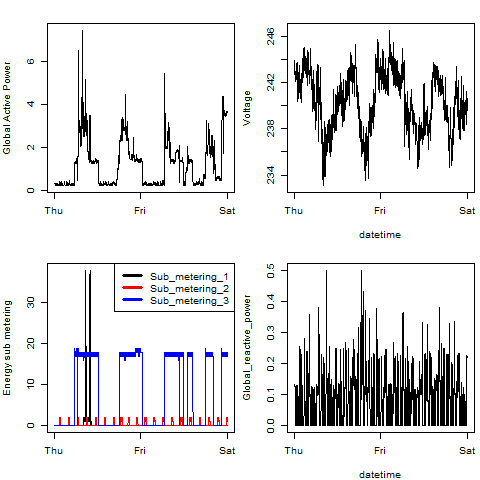 Global Active Power
0 2 4 6
Thu Fri Sat
Voltage
234 238 242 246
Thu Fri Sat
datetime
Energy sub metering
0 10 20 30
Sub_metering_1
Sub_metering_2
Sub_metering_3
Thu Fri Sat
Global_reactive_power
0.0 0.1 0.2 0.3 0.4 0.5
Thu Fri Sat
datetime